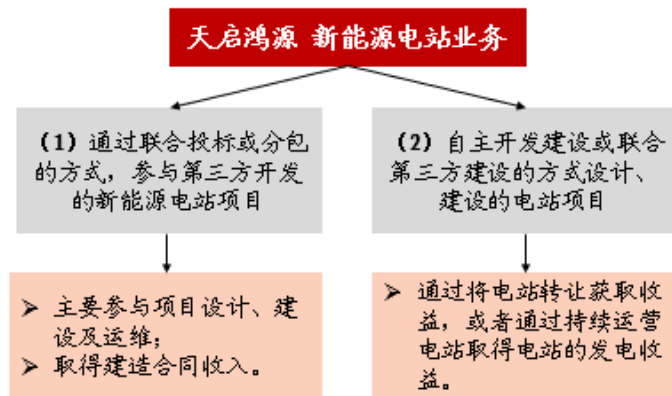 天启鸿源 新能源电站业务
（1）通过联合投标或分包
的方式，参与第三方开发
的新能源电站项目
（2）自主开发建设或联合
第三方建设的方式设计、
建设的电站项目
➢ 主要参与项目设计、建
设及运维；
➢ 取得建造合同收入。
➢ 通过将电站转让获取收
益，或者通过持续运营
电站取得电站的发电收
益。